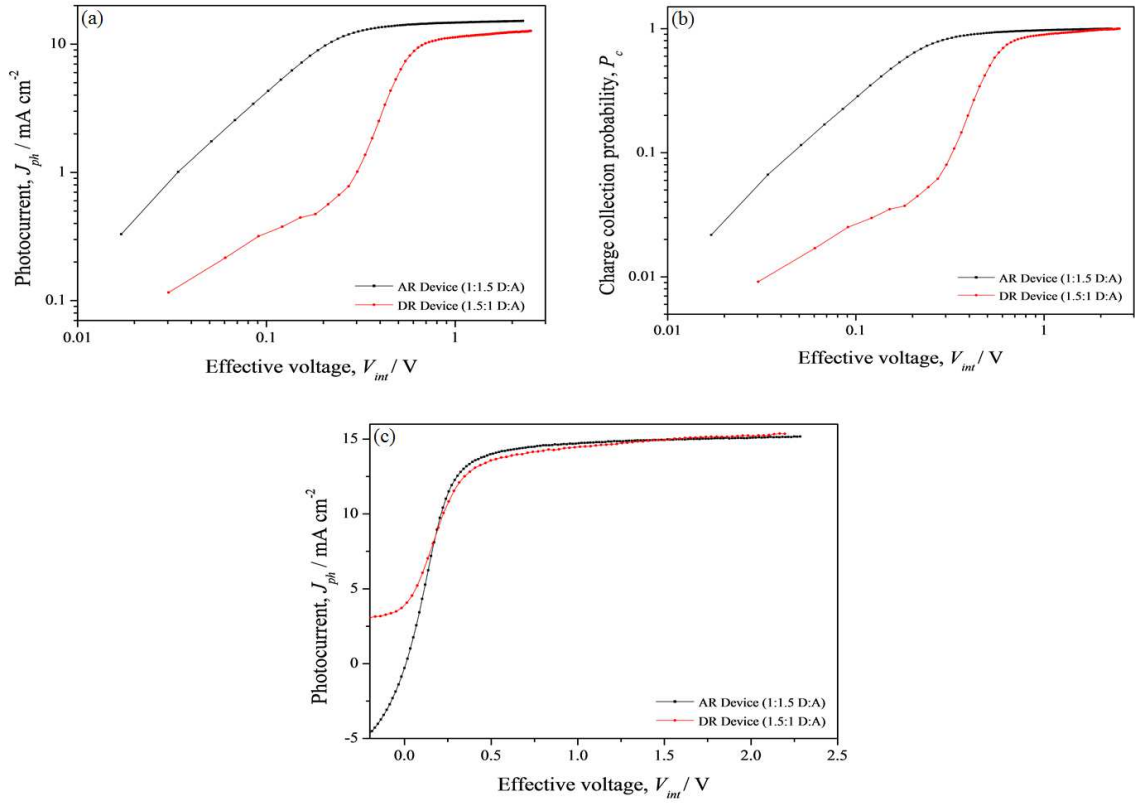 (a)
10
1
0.1
Photocurrent, J_ph / mA cm⁻²
AR Device (1:1.5 D:A)
DR Device (1.5:1 D:A)
0.01
0.1
1
Effective voltage, V_int / V
(b)
1
0.1
0.01
Charge collection probability, P_c
AR Device (1:1.5 D:A)
DR Device (1.5:1 D:A)
0.01
0.1
1
Effective voltage, V_int / V
(c)
15
10
5
0
-5
Photocurrent, J_ph / mA cm⁻²
AR Device (1:1.5 D:A)
DR Device (1.5:1 D:A)
0.0
0.5
1.0
1.5
2.0
2.5
Effective voltage, V_int / V